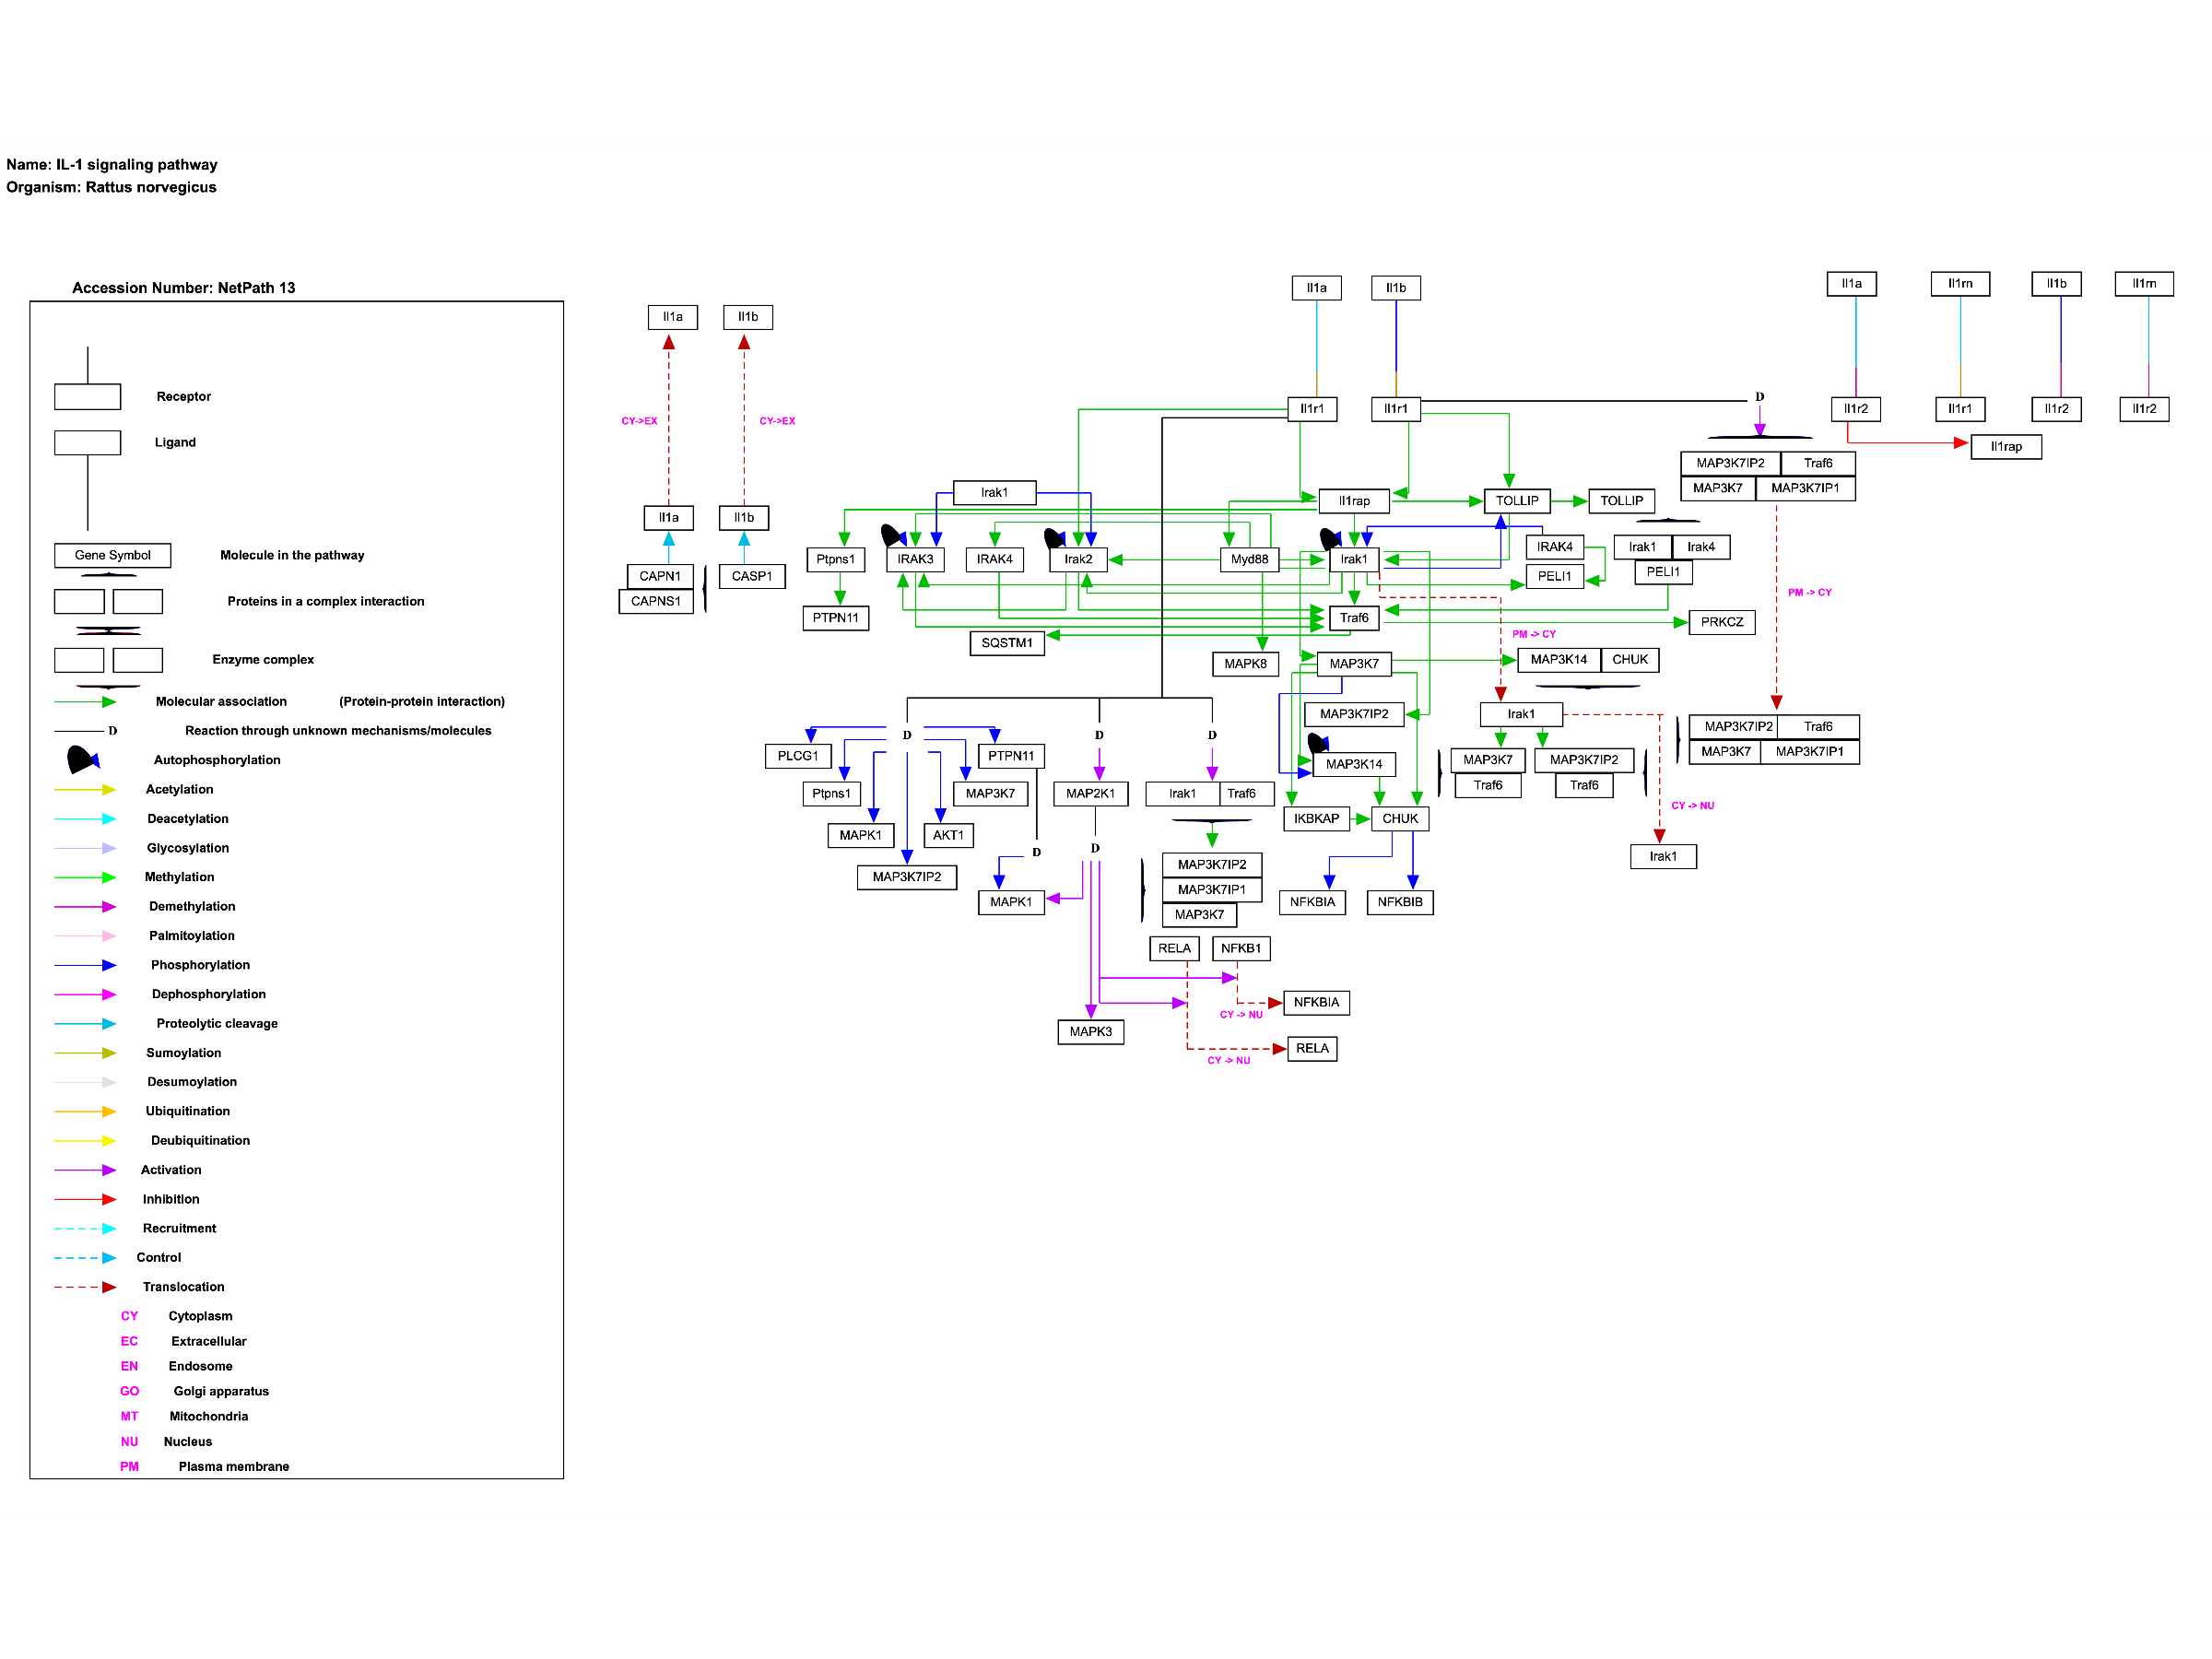 Name: IL-1 signaling pathway
Organism: Rattus norvegicus
Accession Number: NetPath 13
Receptor
Ligand
Gene Symbol Molecule in the pathway
Proteins in a complex interaction
Enzyme complex
Molecular association (Protein-protein interaction)
D Reaction through unknown mechanisms/molecules
Autophosphorylation
Acetylation
Deacetylation
Glycosylation
Methylation
Demethylation
Palmitoylation
Phosphorylation
Dephosphorylation
Proteolytic cleavage
Sumoylation
Desumoylation
Ubiquitination
Deubiquitination
Activation
Inhibition
Recruitment
Control
Translocation
CY Cytoplasm
EC Extracellular
EN Endosome
GO Golgi apparatus
MT Mitochondria
NU Nucleus
PM Plasma membrane
Il1a Il1rn Il1b Il1rn
Il1a Il1b
Il1a Il1b
Il1r1 Il1r1 D Il1r2 Il1r1 Il1r2 Il1r2
CY->EX CY->EX
Il1rap
MAP3K7IP2 Traf6
MAP3K7 MAP3K7IP1
Irak1 Il1rap TOLLIP TOLLIP
Il1a Il1b
IRAK4 Irak1 Irak4
Ptpns1 IRAK3 IRAK4 Irak2 Myd88 Irak1
CAPN1 CASP1 PELI1 PELI1
CAPNS1
PM -> CY
PTPN11 Traf6 PRKCZ
PM -> CY
SQSTM1
MAPK8 MAP3K7 MAP3K14 CHUK
MAP3K7IP2 Irak1
MAP3K7IP2 Traf6
D D D
PLCG1 PTPN11 MAP3K14 MAP3K7 MAP3K7IP2 MAP3K7 MAP3K7IP1
Traf6 Traf6
Ptpns1 MAP3K7 MAP2K1 Irak1 Traf6
CY -> NU
IKBKAP CHUK
MAPK1 AKT1
D D
Irak1
MAP3K7IP2
MAP3K7IP2
MAP3K7IP1
MAPK1 NFKBIA NFKBIB
MAP3K7
RELA NFKB1
NFKBIA
CY -> NU
MAPK3
RELA
CY -> NU